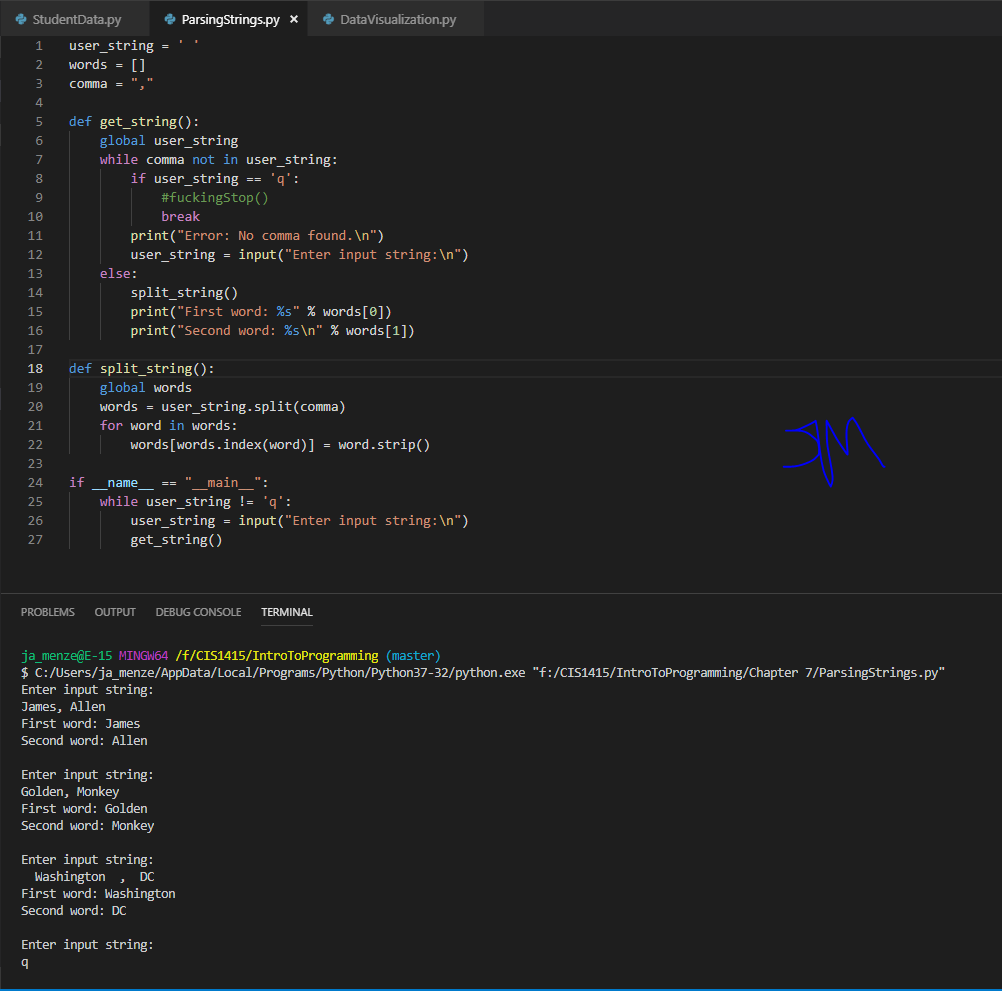 StudentData.py ParsingStrings.py × DataVisualization.py
1 user_string = ' '
2 words = []
3 comma = ","
4
5 def get_string():
6     global user_string
7     while comma not in user_string:
8         if user_string == 'q':
9             #fuckingStop()
10             break
11         print("Error: No comma found.\n")
12         user_string = input("Enter input string:\n")
13     else:
14         split_string()
15         print("First word: %s" % words[0])
16         print("Second word: %s\n" % words[1])
17
18 def split_string():
19     global words
20     words = user_string.split(comma)
21     for word in words:
22         words[words.index(word)] = word.strip()
23
24 if __name__ == "__main__":
25     while user_string != 'q':
26         user_string = input("Enter input string:\n")
27         get_string()
PROBLEMS OUTPUT DEBUG CONSOLE TERMINAL
ja_menze@E-15 MINGW64 /f/CIS1415/IntroToProgramming (master)
$ C:/Users/ja_menze/AppData/Local/Programs/Python/Python37-32/python.exe "f:/CIS1415/IntroToProgramming/Chapter 7/ParsingStrings.py"
Enter input string:
James, Allen
First word: James
Second word: Allen
Enter input string:
Golden, Monkey
First word: Golden
Second word: Monkey
Enter input string:
  Washington  ,  DC
First word: Washington
Second word: DC
Enter input string:
q